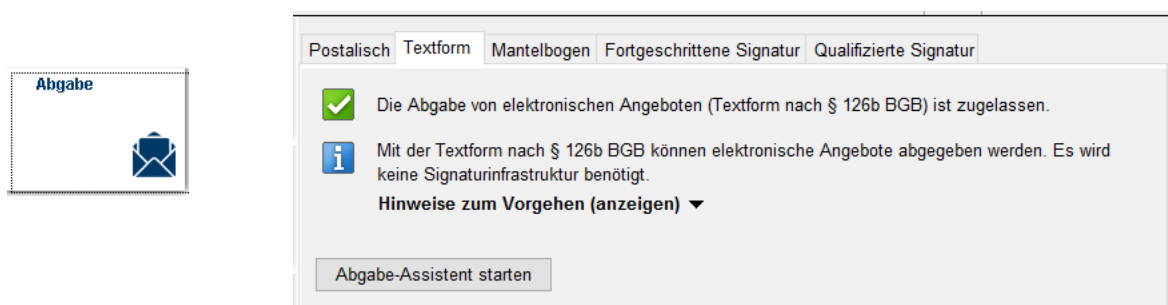 Abgabe
Postalisch Textform Mantelbogen Fortgeschrittene Signatur Qualifizierte Signatur
Die Abgabe von elektronischen Angeboten (Textform nach § 126b BGB) ist zugelassen.
Mit der Textform nach § 126b BGB können elektronische Angebote abgegeben werden. Es wird
keine Signaturinfrastruktur benötigt.
Hinweise zum Vorgehen (anzeigen)
Abgabe-Assistent starten